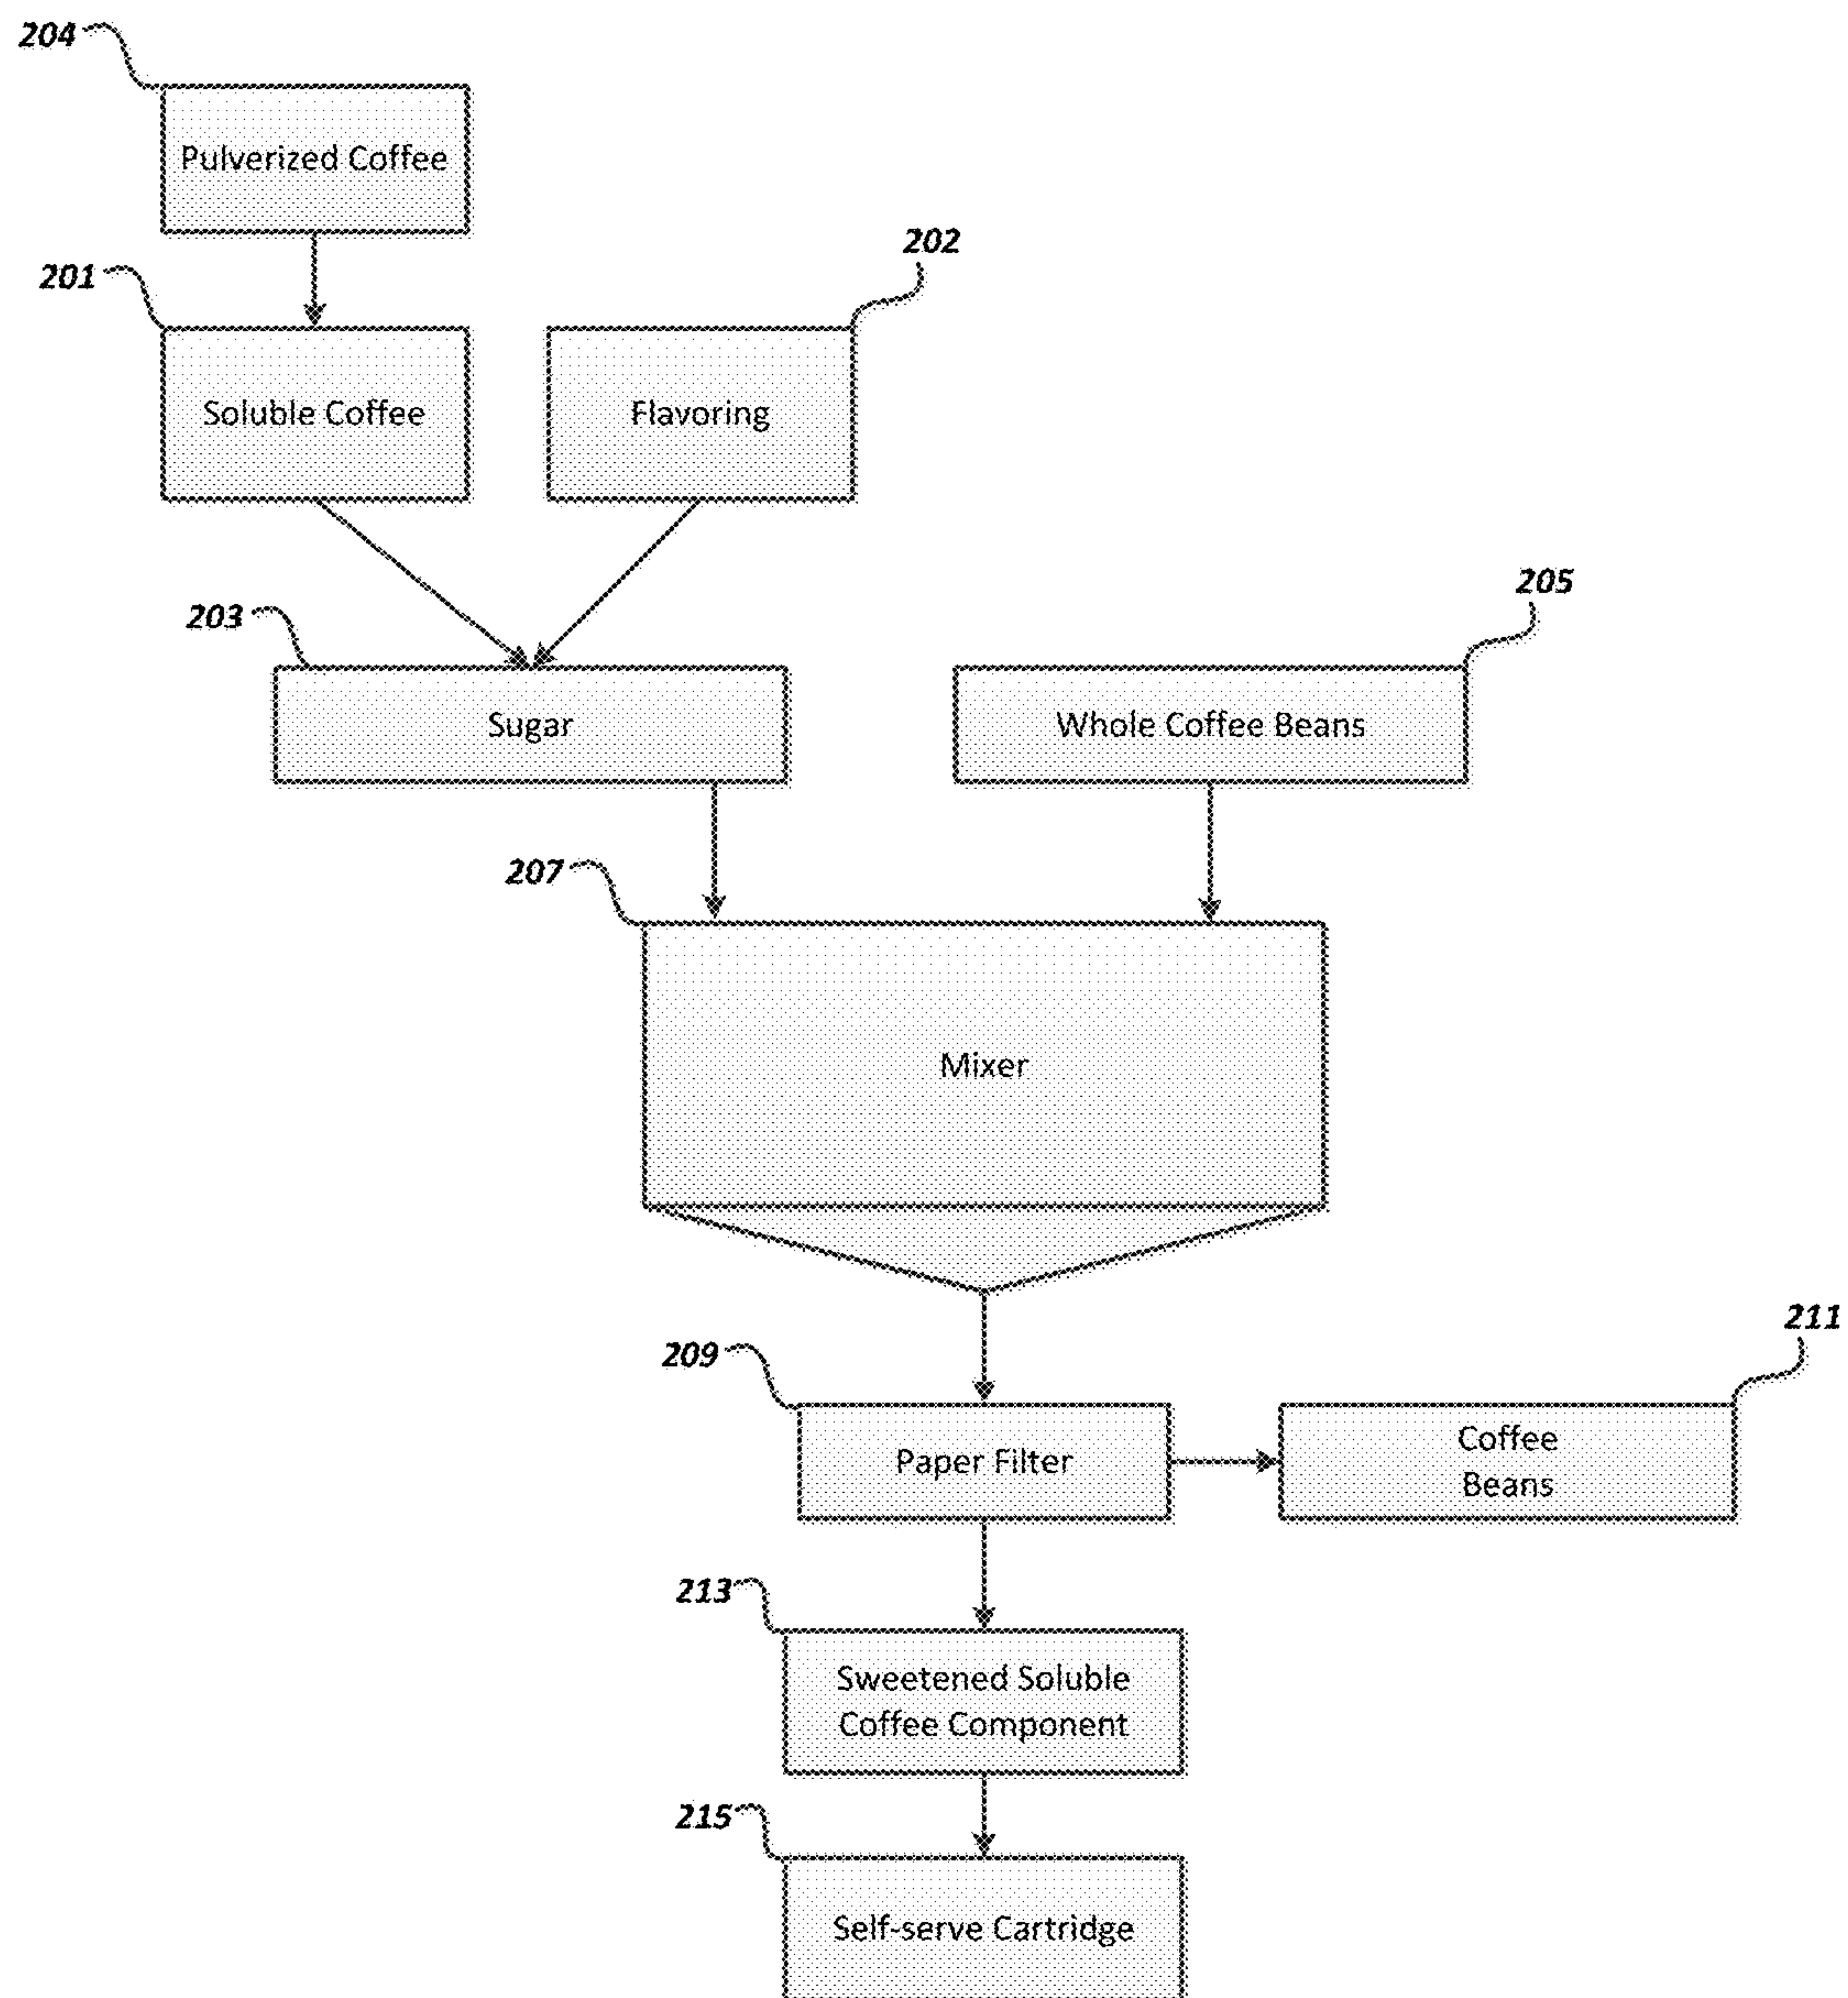 204
Pulverized Coffee
201
202
Soluble Coffee
Flavoring
203
205
Sugar
Whole Coffee Beans
207
Mixer
209
211
Paper Filter
Coffee
Beans
213
Sweetened Soluble
Coffee Component
215
Self-serve Cartridge